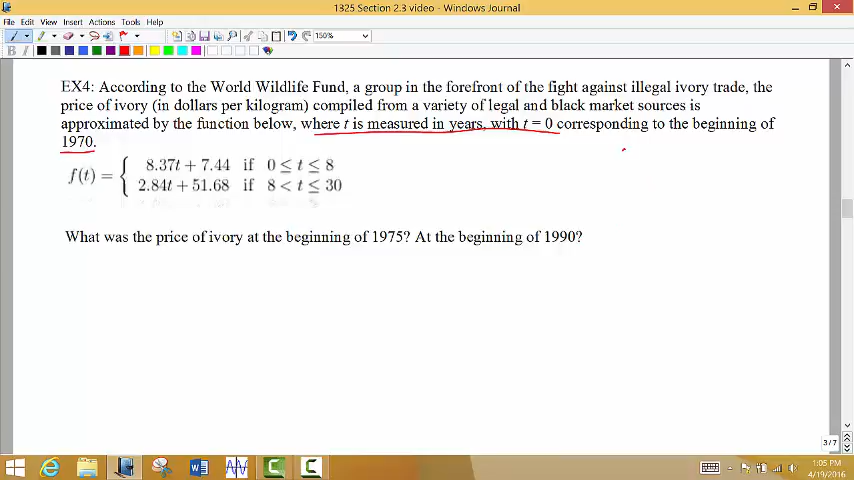 1325 Section 2.3 video - Windows Journal
File Edit View Insert Actions Tools Help
B I 150%
EX4: According to the World Wildlife Fund, a group in the forefront of the fight against illegal ivory trade, the
price of ivory (in dollars per kilogram) compiled from a variety of legal and black market sources is
approximated by the function below, where t is measured in years, with t = 0 corresponding to the beginning of
1970.
8.37t + 7.44 if 0 ≤ t ≤ 8
f(t) = {
2.84t + 51.68 if 8 < t ≤ 30
What was the price of ivory at the beginning of 1975? At the beginning of 1990?
3/7
1:05 PM
4/19/2016